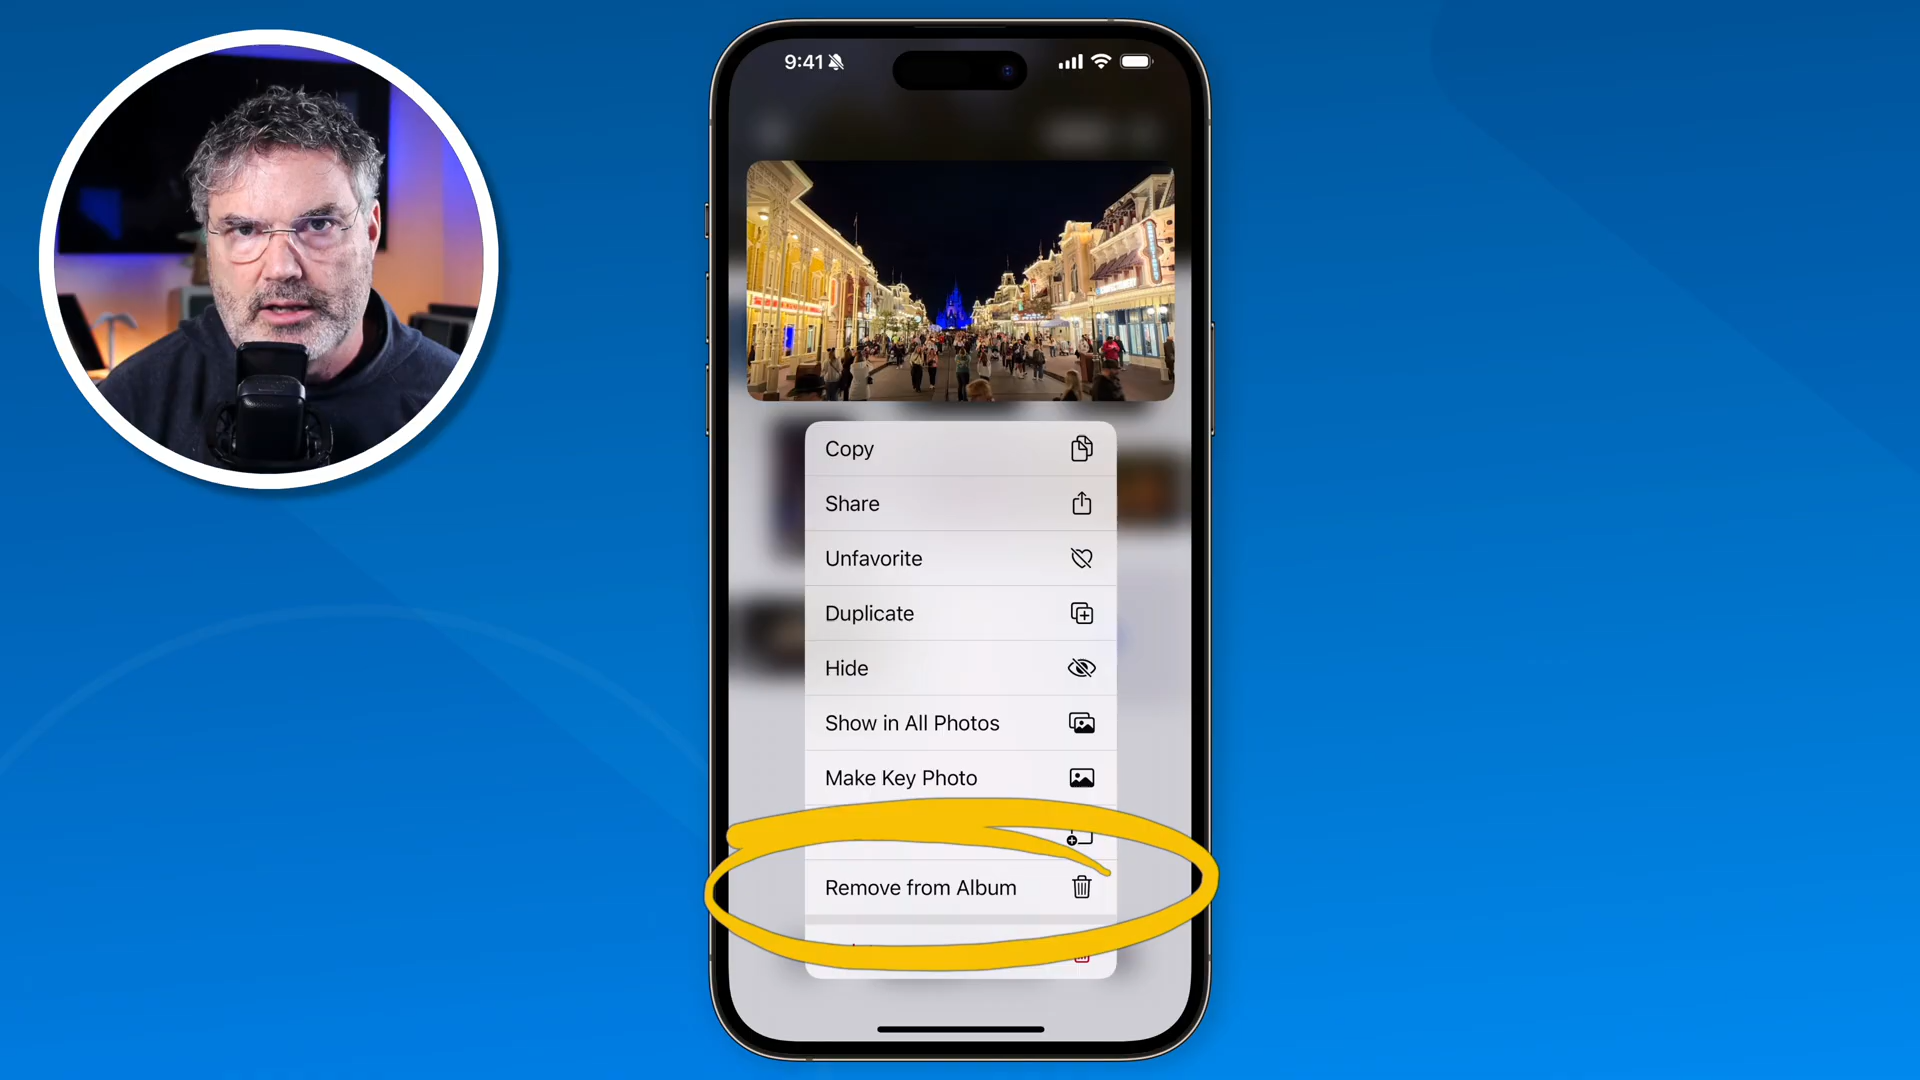 9:41
Copy
Share
Unfavorite
Duplicate
Hide
Show in All Photos
Make Key Photo
Remove from Album